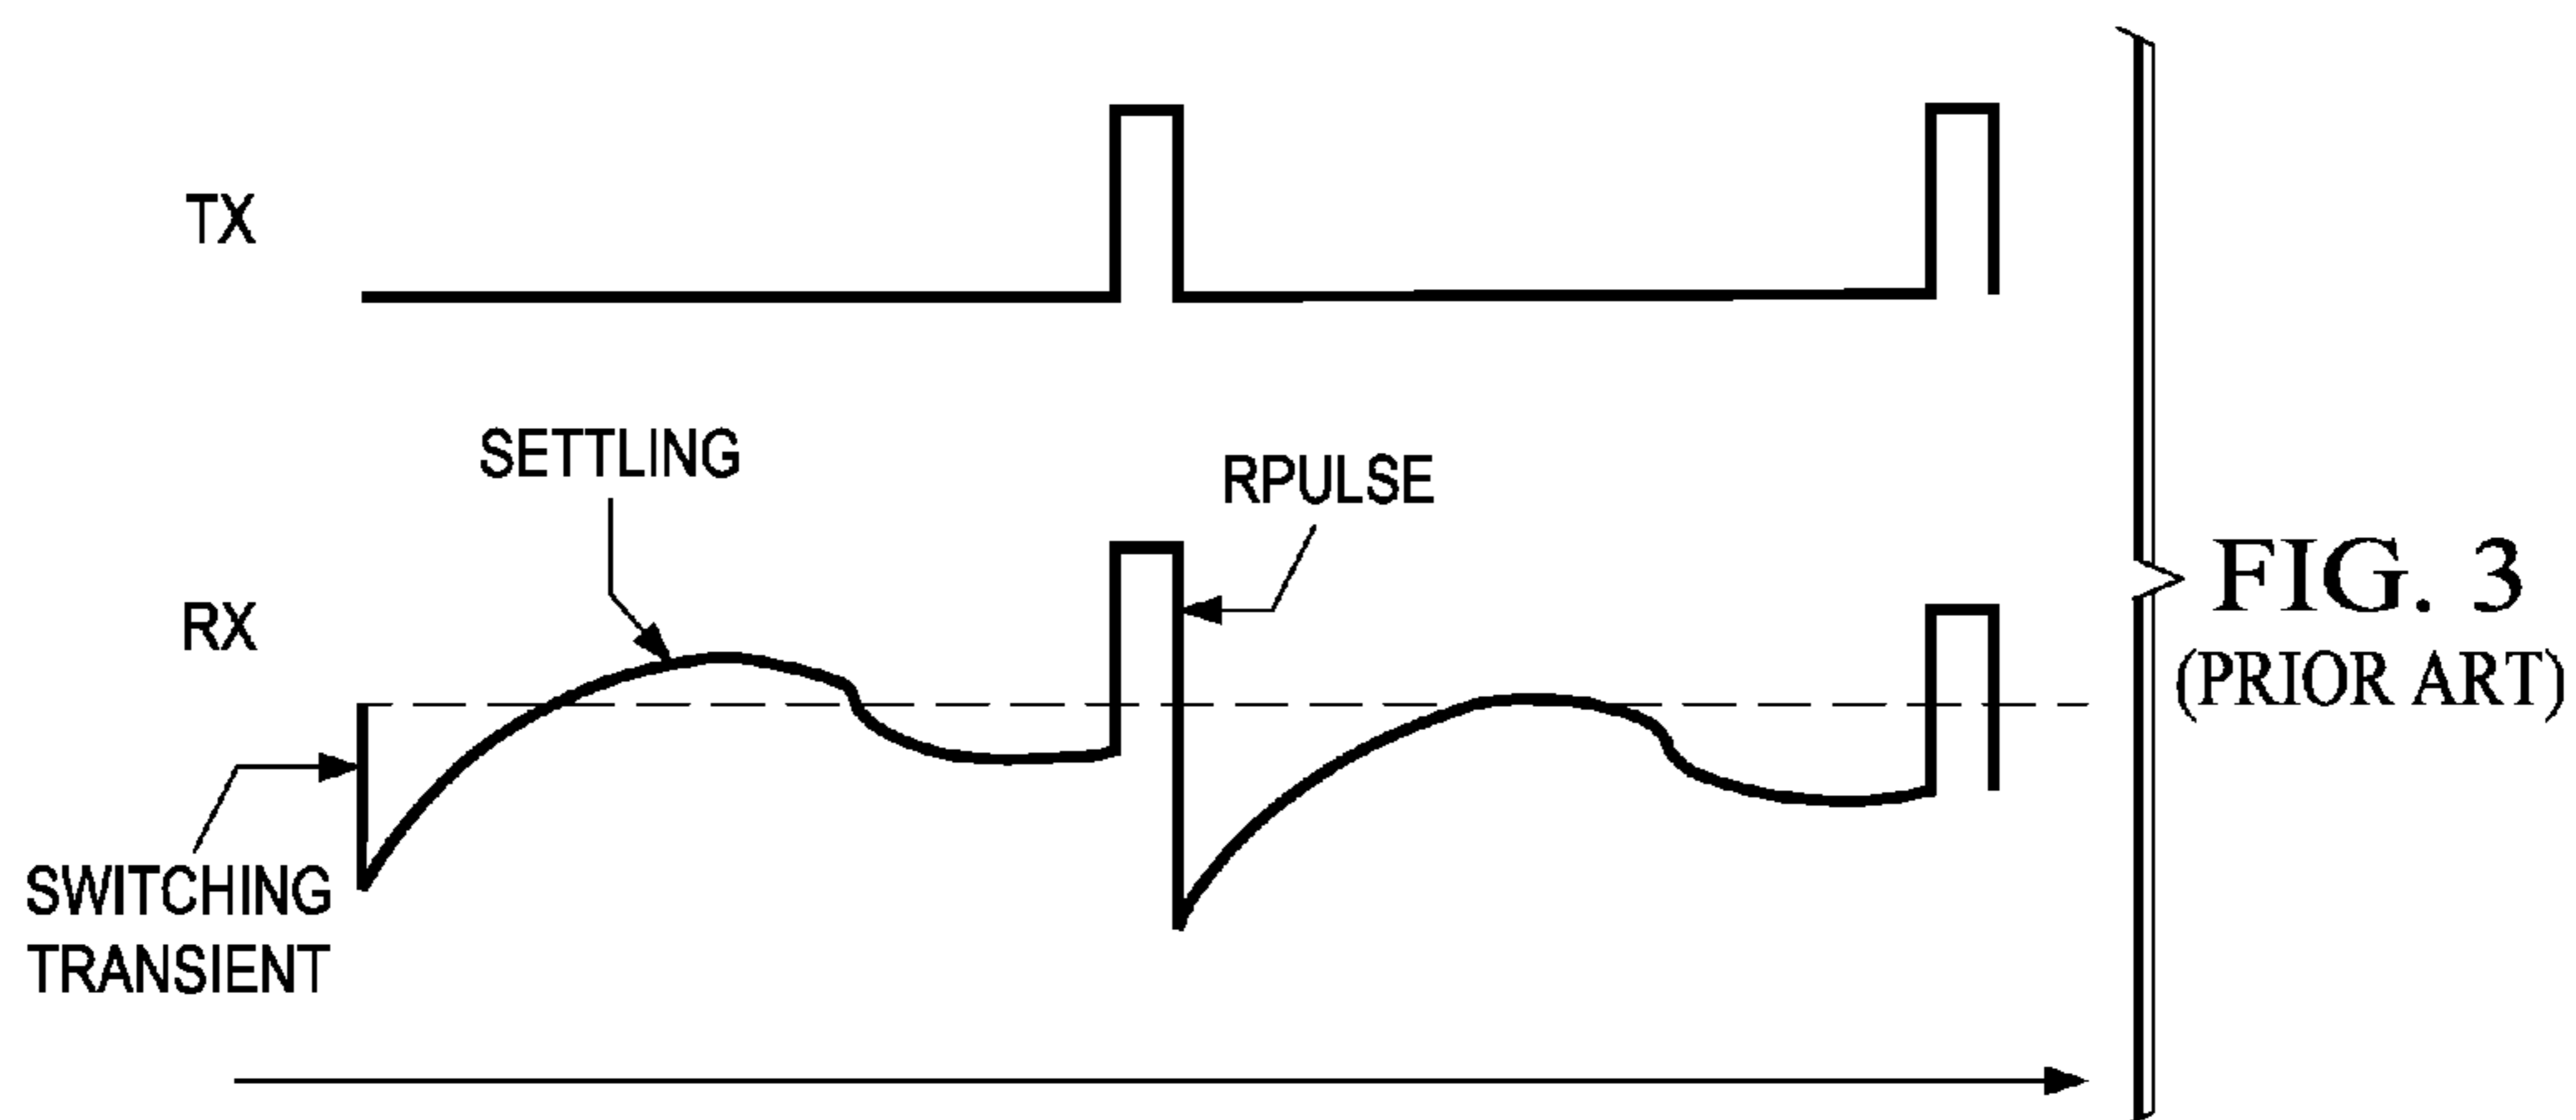 TX
SETTLING
RPULSE
RX
SWITCHING
TRANSIENT
FIG. 3
(PRIOR ART)